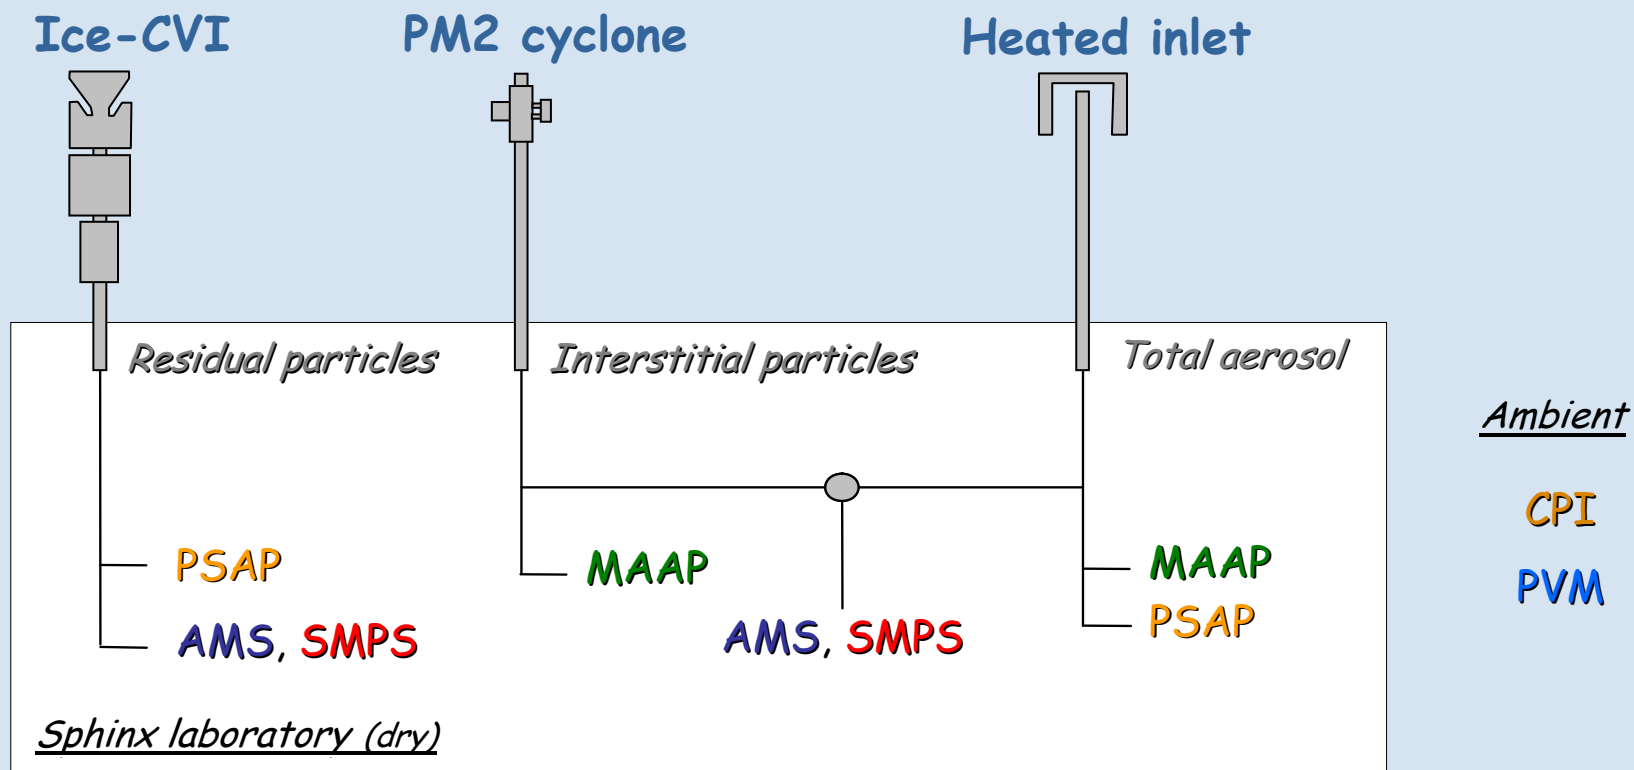 Ice-CVI
PM2 cyclone
Heated inlet
Residual particles
Interstitial particles
Total aerosol
Ambient
CPI
PVM
PSAP
MAAP
MAAP
PSAP
AMS, SMPS
AMS, SMPS
Sphinx laboratory (dry)